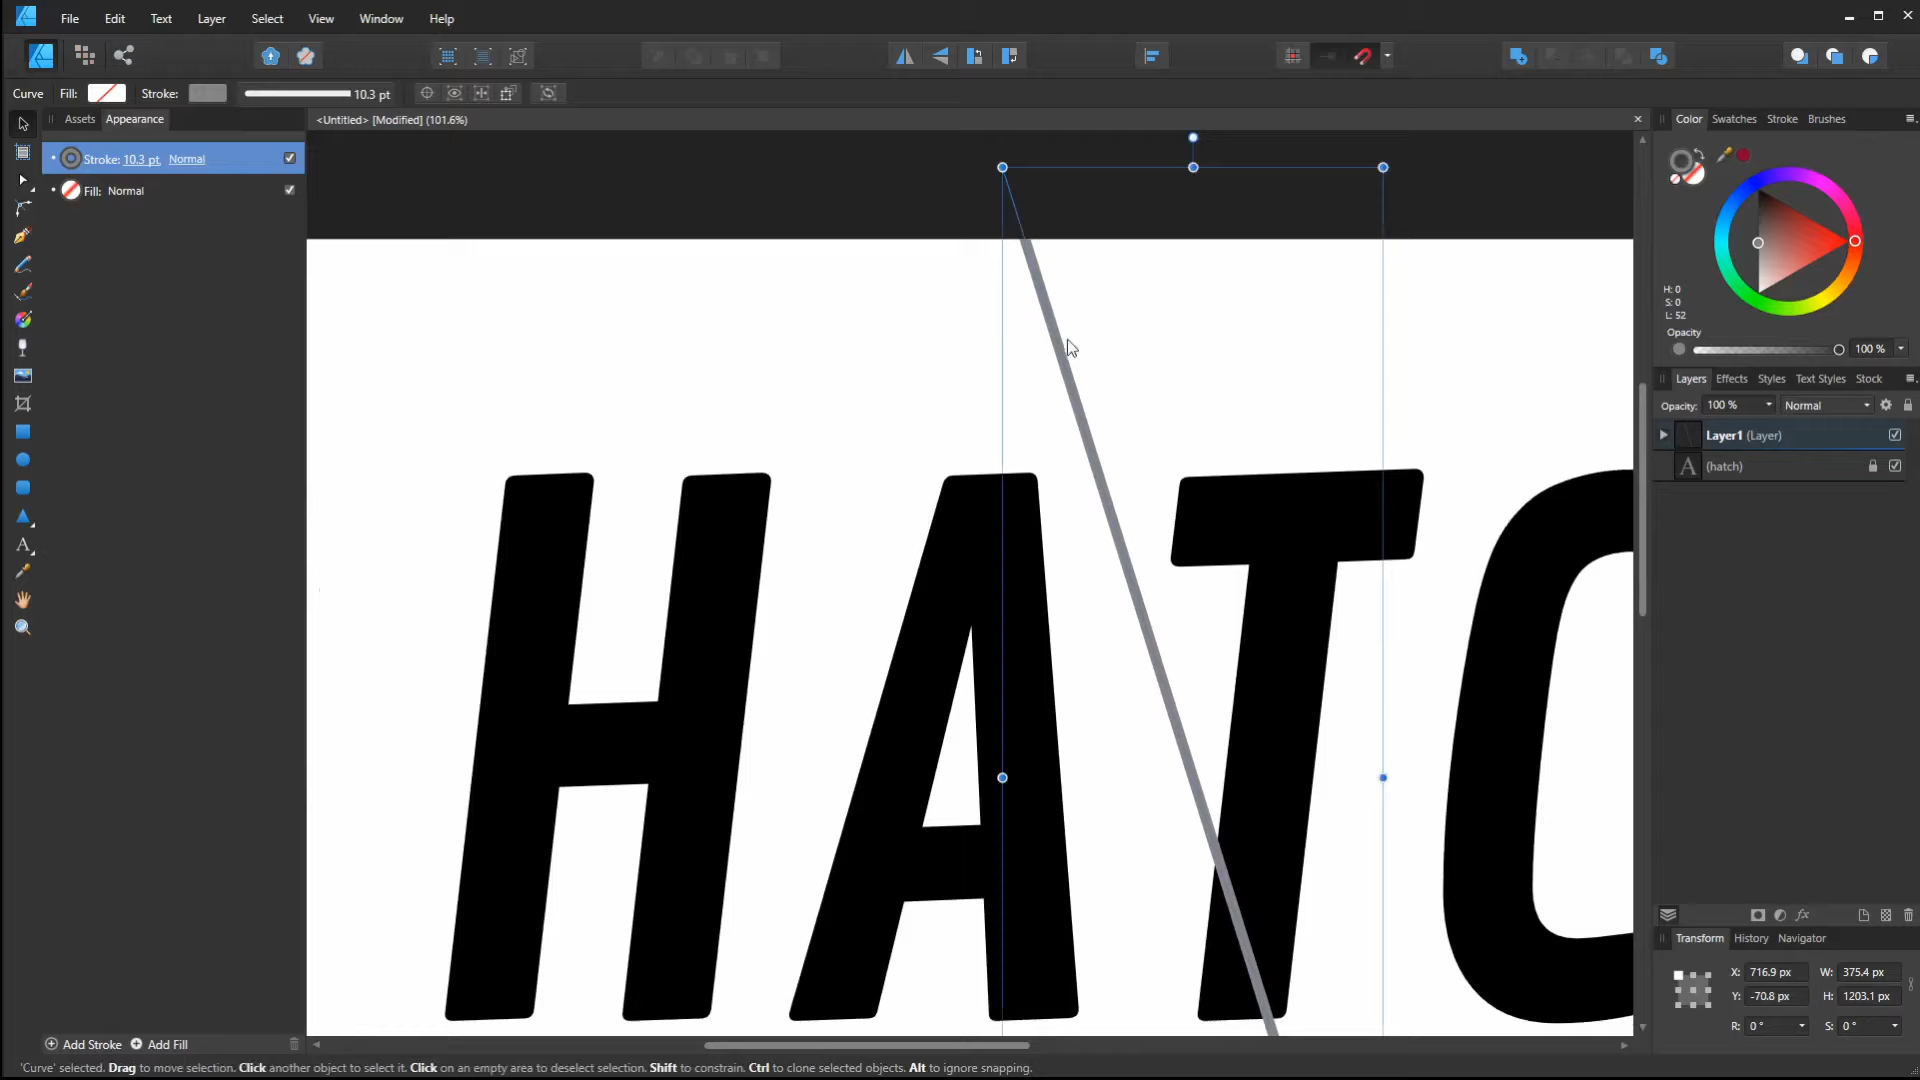 File Edit Text Layer Select View Window Help
Curve Fill: Stroke: 10.3 pt
Assets Appearance
<Untitled> [Modified] (101.6%)
Stroke: 10.3 pt Normal
Fill: Normal
Color Swatches Stroke Brushes
H: 0
S: 0
L: 52
Opacity
100 %
Layers Effects Styles Text Styles Stock
Opacity: 100 % Normal
Layer1 (Layer)
A (hatch)
HATC
Transform History Navigator
X: 716.9 px W: 375.4 px
Y: -70.8 px H: 1203.1 px
R: 0 ° S: 0 °
Add Stroke Add Fill
'Curve' selected. Drag to move selection. Click another object to select it. Click on an empty area to deselect selection. Shift to constrain. Ctrl to clone selected objects. Alt to ignore snapping.